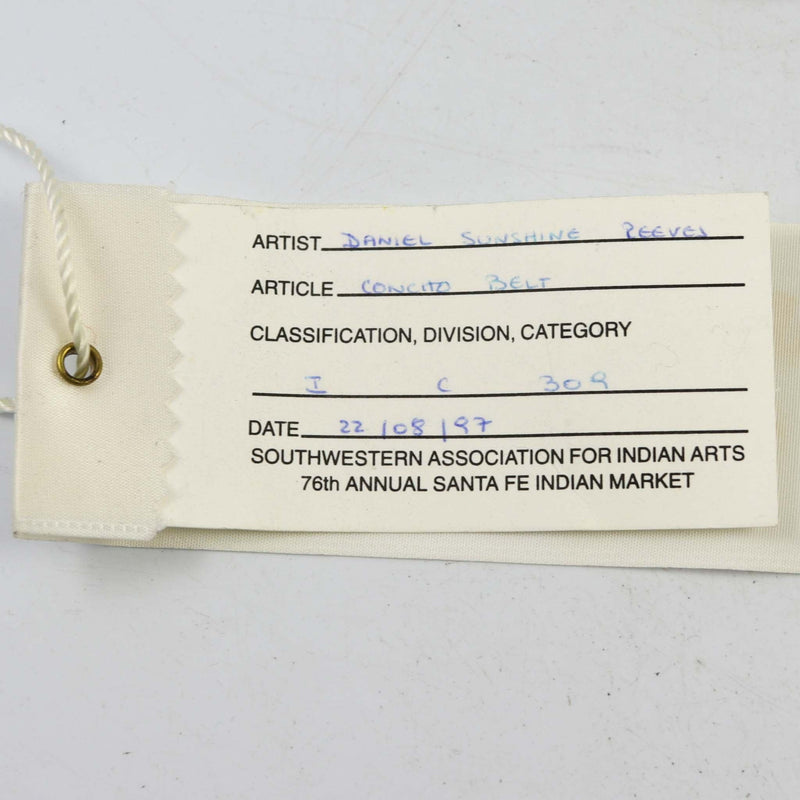 ARTIST DANIEL SUNSHINE REEVES
ARTICLE CONCITO BELT
CLASSIFICATION, DIVISION, CATEGORY
I C 309
DATE 22/08/97
SOUTHWESTERN ASSOCIATION FOR INDIAN ARTS
76th ANNUAL SANTA FE INDIAN MARKET